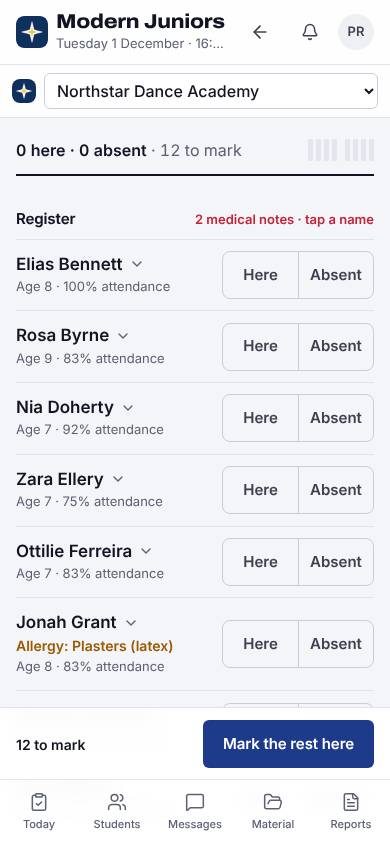 Modern Juniors
Tuesday 1 December · 16:...
PR
Northstar Dance Academy
0 here · 0 absent · 12 to mark
Register
2 medical notes · tap a name
Elias Bennett
Age 8 · 100% attendance
Here
Absent
Rosa Byrne
Age 9 · 83% attendance
Here
Absent
Nia Doherty
Age 7 · 92% attendance
Here
Absent
Zara Ellery
Age 7 · 75% attendance
Here
Absent
Ottilie Ferreira
Age 7 · 83% attendance
Here
Absent
Jonah Grant
Allergy: Plasters (latex)
Age 8 · 83% attendance
Here
Absent
12 to mark
Mark the rest here
Today
Students
Messages
Material
Reports